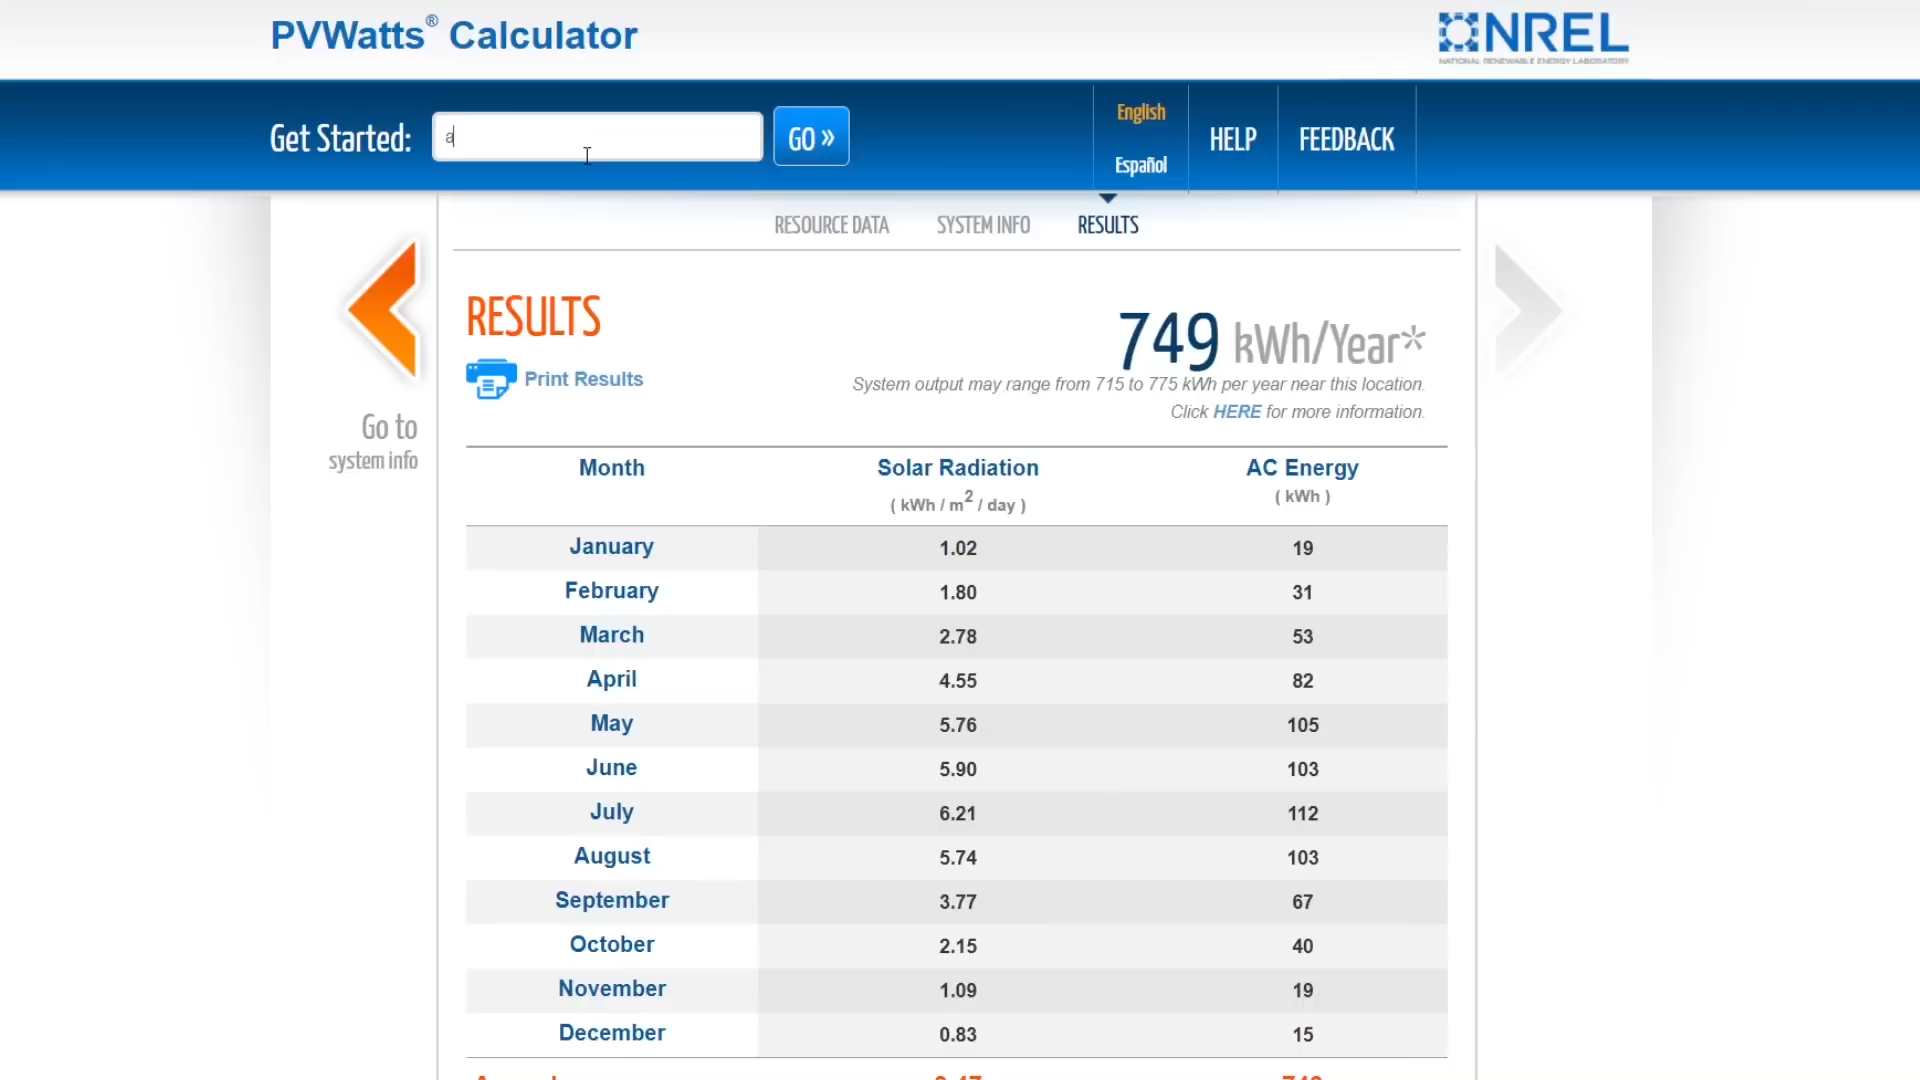 PVWatts® Calculator
NREL
NATIONAL RENEWABLE ENERGY LABORATORY
Get Started:
a
GO »
English
Español
HELP
FEEDBACK
RESOURCE DATA
SYSTEM INFO
RESULTS
Go to
system info
RESULTS
Print Results
749 kWh/Year*
System output may range from 715 to 775 kWh per year near this location.
Click HERE for more information.
Month Solar Radiation AC Energy
( kWh / m2 / day ) ( kWh )
January 1.02 19
February 1.80 31
March 2.78 53
April 4.55 82
May 5.76 105
June 5.90 103
July 6.21 112
August 5.74 103
September 3.77 67
October 2.15 40
November 1.09 19
December 0.83 15